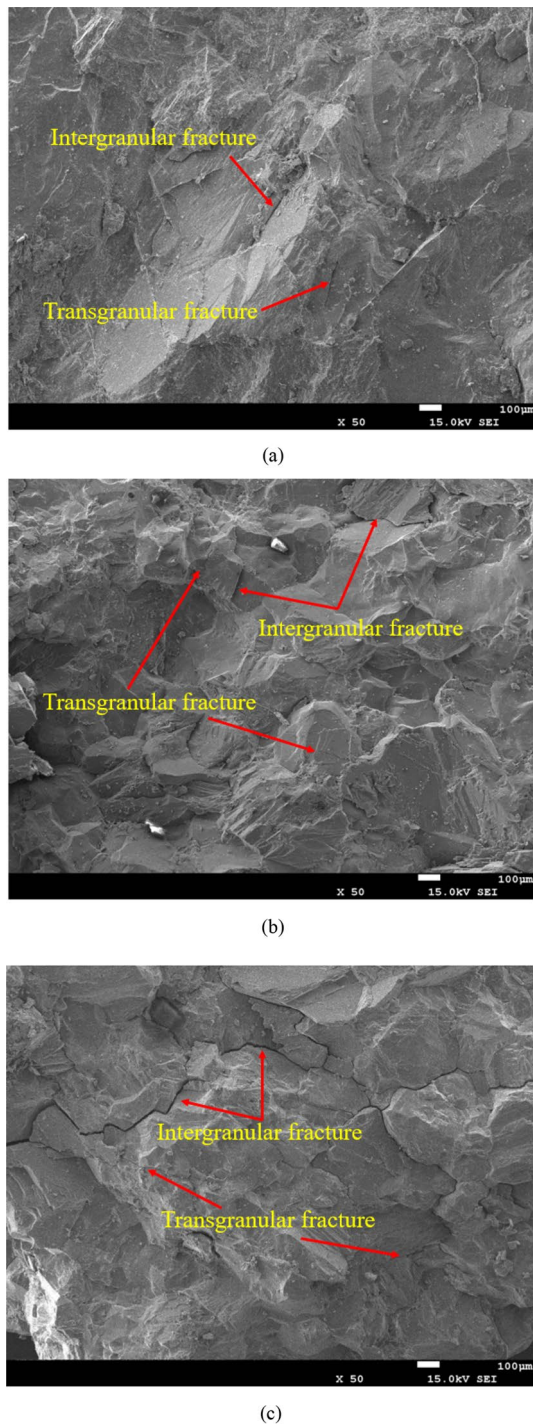 Intergranular fracture
Transgranular fracture
100µm
X 50 15.0kV SEI
(a)
Intergranular fracture
Transgranular fracture
100µm
X 50 15.0kV SEI
(b)
Intergranular fracture
Transgranular fracture
100µm
X 50 15.0kV SEI
(c)